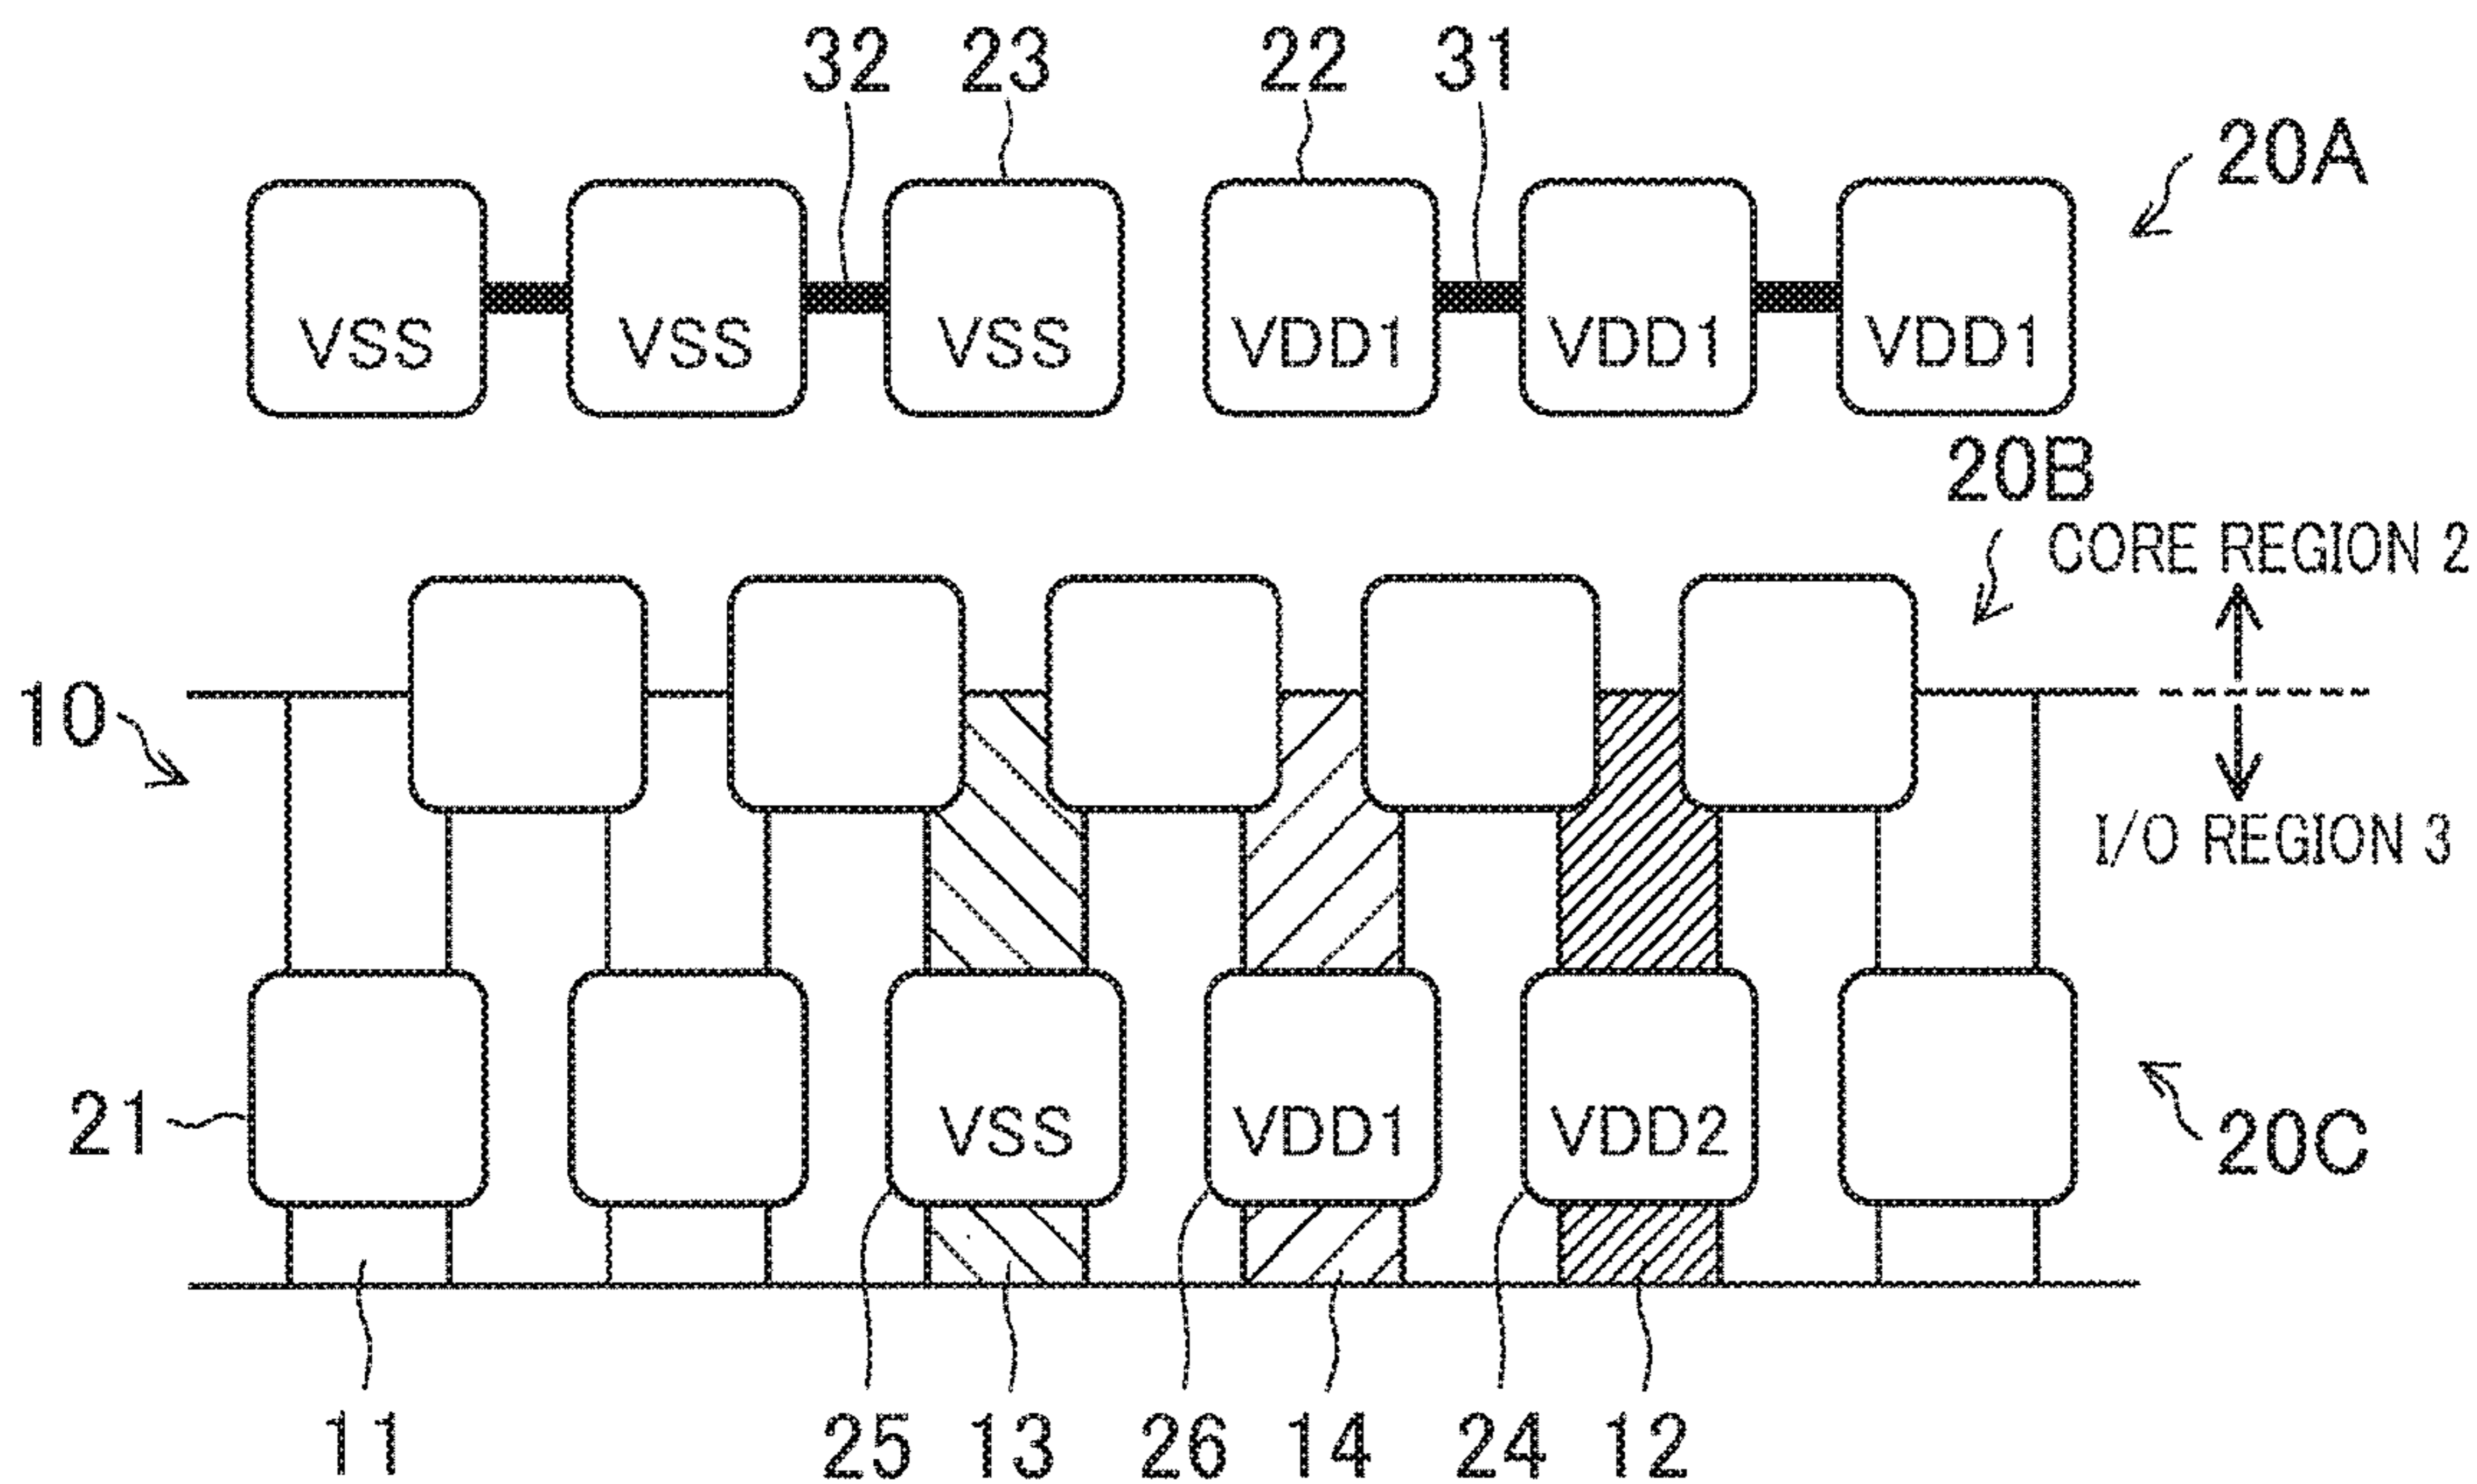 32 23 22 31
20A
VSS VSS VSS VDD1 VDD1 VDD1
20B
CORE REGION 2
10
I/O REGION 3
21 VSS VDD1 VDD2 20C
11 25 13 26 14 24 12